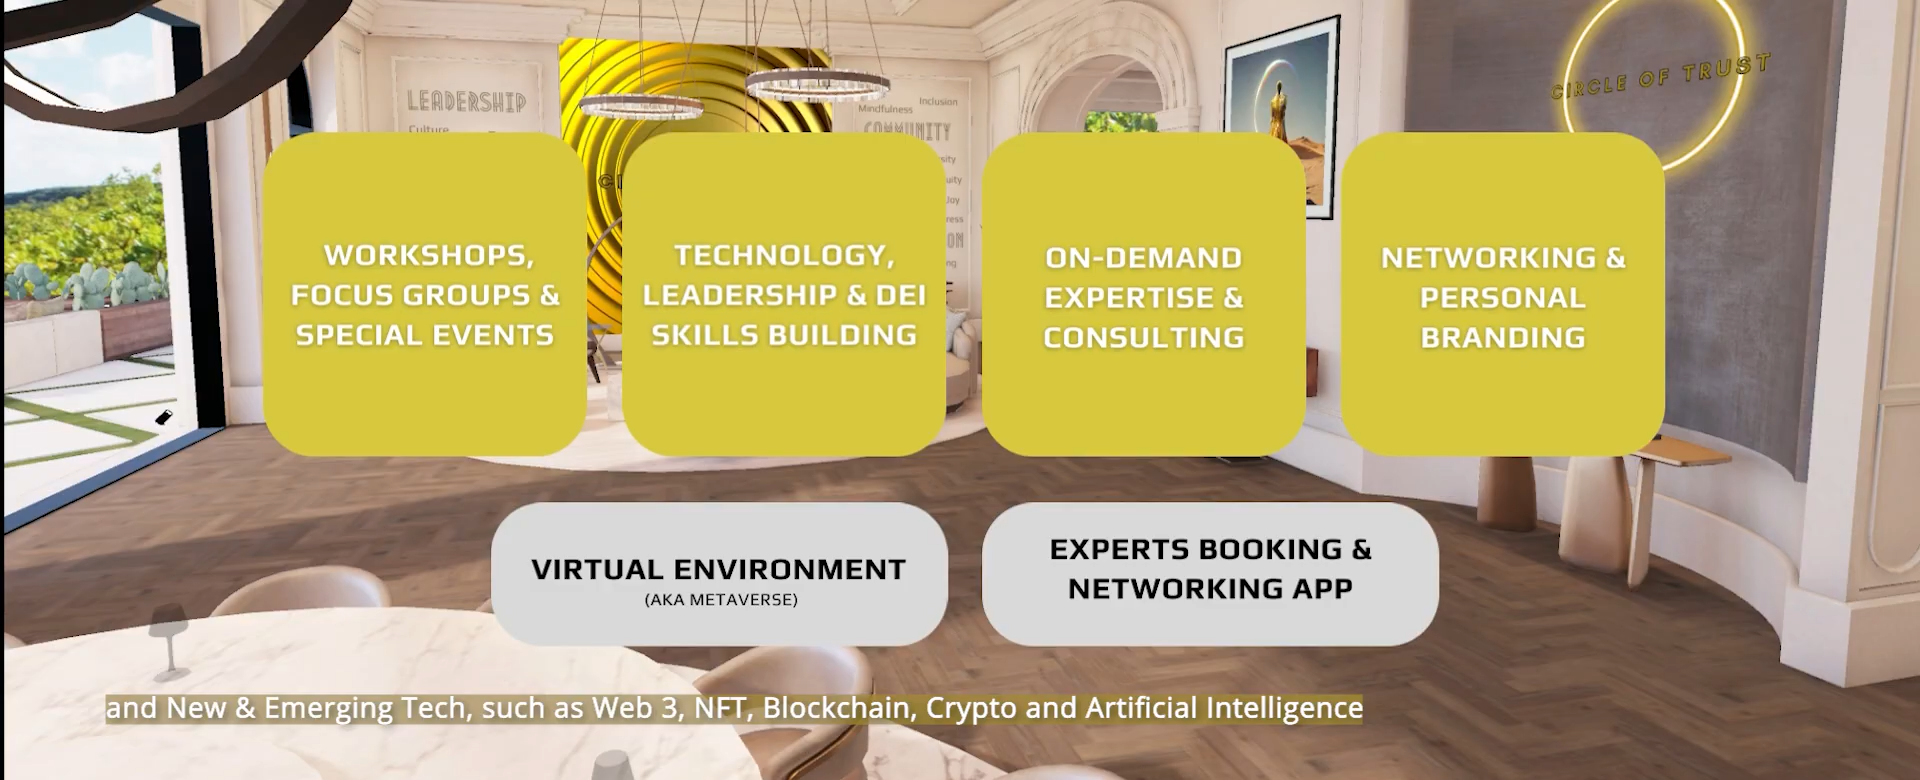 LEADERSHIP
Culture
Mindfulness Inclusion
COMMUNITY
CIRCLE OF TRUST
WORKSHOPS,
FOCUS GROUPS &
SPECIAL EVENTS
TECHNOLOGY,
LEADERSHIP & DEI
SKILLS BUILDING
ON-DEMAND
EXPERTISE &
CONSULTING
NETWORKING &
PERSONAL
BRANDING
VIRTUAL ENVIRONMENT
(AKA METAVERSE)
EXPERTS BOOKING &
NETWORKING APP
and New & Emerging Tech, such as Web 3, NFT, Blockchain, Crypto and Artificial Intelligence